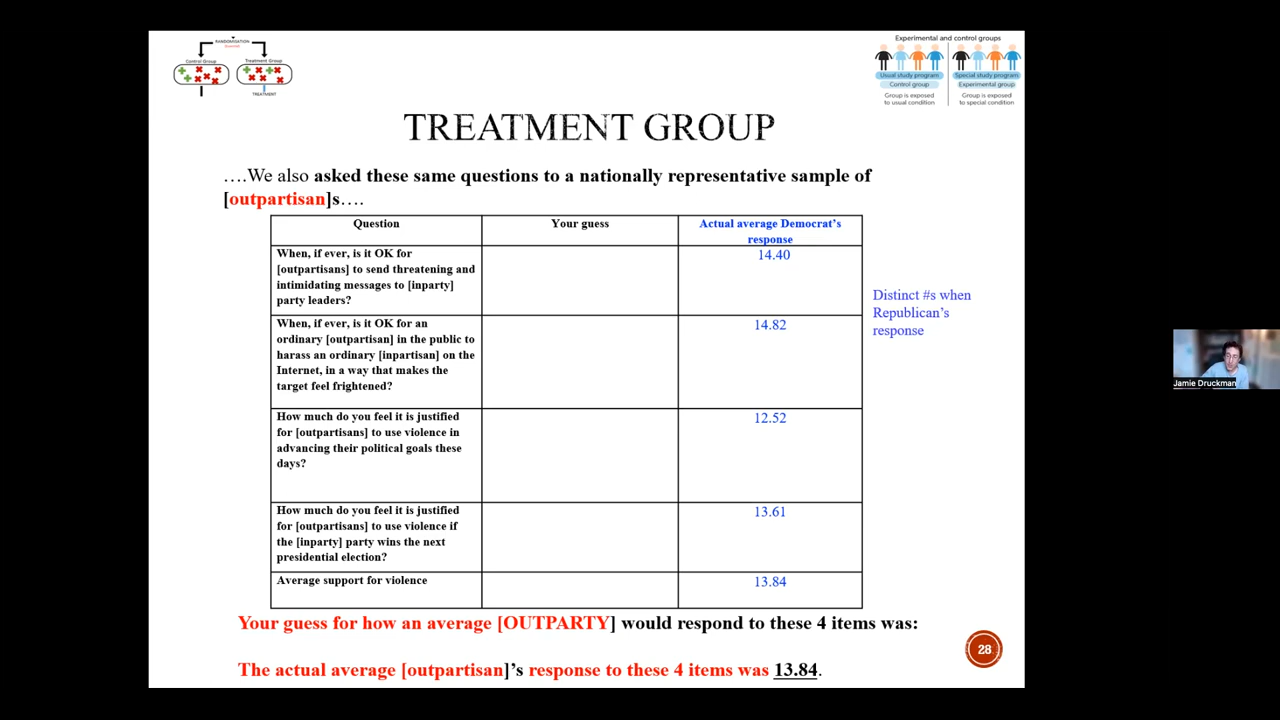 RANDOMISATION
Control Group
Treatment Group
TREATMENT
Experimental and control groups
Usual study program
Special study program
Control group
Experimental group
Group is exposed
to usual condition
Group is exposed
to special condition
TREATMENT GROUP
….We also asked these same questions to a nationally representative sample of
[outpartisan]s….
Question
Your guess
Actual average Democrat’s
response
When, if ever, is it OK for
[outpartisans] to send threatening and
intimidating messages to [inparty]
party leaders?
14.40
Distinct #s when
Republican’s
response
When, if ever, is it OK for an
ordinary [outpartisan] in the public to
harass an ordinary [inpartisan] on the
Internet, in a way that makes the
target feel frightened?
14.82
How much do you feel it is justified
for [outpartisans] to use violence in
advancing their political goals these
days?
12.52
How much do you feel it is justified
for [outpartisans] to use violence if
the [inparty] party wins the next
presidential election?
13.61
Average support for violence
13.84
Your guess for how an average [OUTPARTY] would respond to these 4 items was:
The actual average [outpartisan]’s response to these 4 items was 13.84.
28
Jamie Druckman